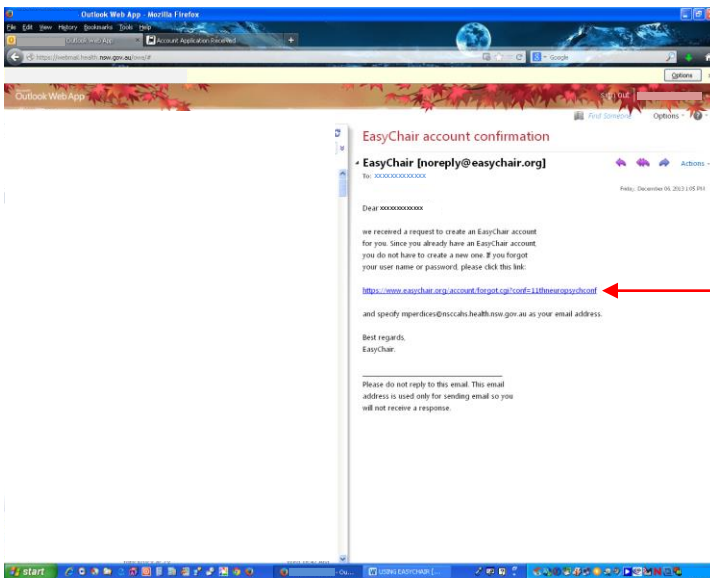 Outlook Web App - Mozilla Firefox
File Edit View History Bookmarks Tools Help
Outlook Web App
Account Application Received
https://webmail.health.nsw.gov.au/owa/#
Google
Options
Outlook Web App
sign out
Find Someone Options
EasyChair account confirmation
EasyChair [noreply@easychair.org]
Actions
To: xxxxxxxxxxxxx
Friday, December 06, 2013 1:05 PM
Dear xxxxxxxxxxxxx
we received a request to create an EasyChair account
for you. Since you already have an EasyChair account,
you do not have to create a new one. If you forgot
your user name or password, please click this link:
https://www.easychair.org/account/forgot.cgi?conf=11thneuropsychconf
and specify mperdices@nsccahs.health.nsw.gov.au as your email address.
Best regards,
EasyChair.
Please do not reply to this email. This email
address is used only for sending email so you
will not receive a response.
start
- Ou...
USING EASYCHAIR [...